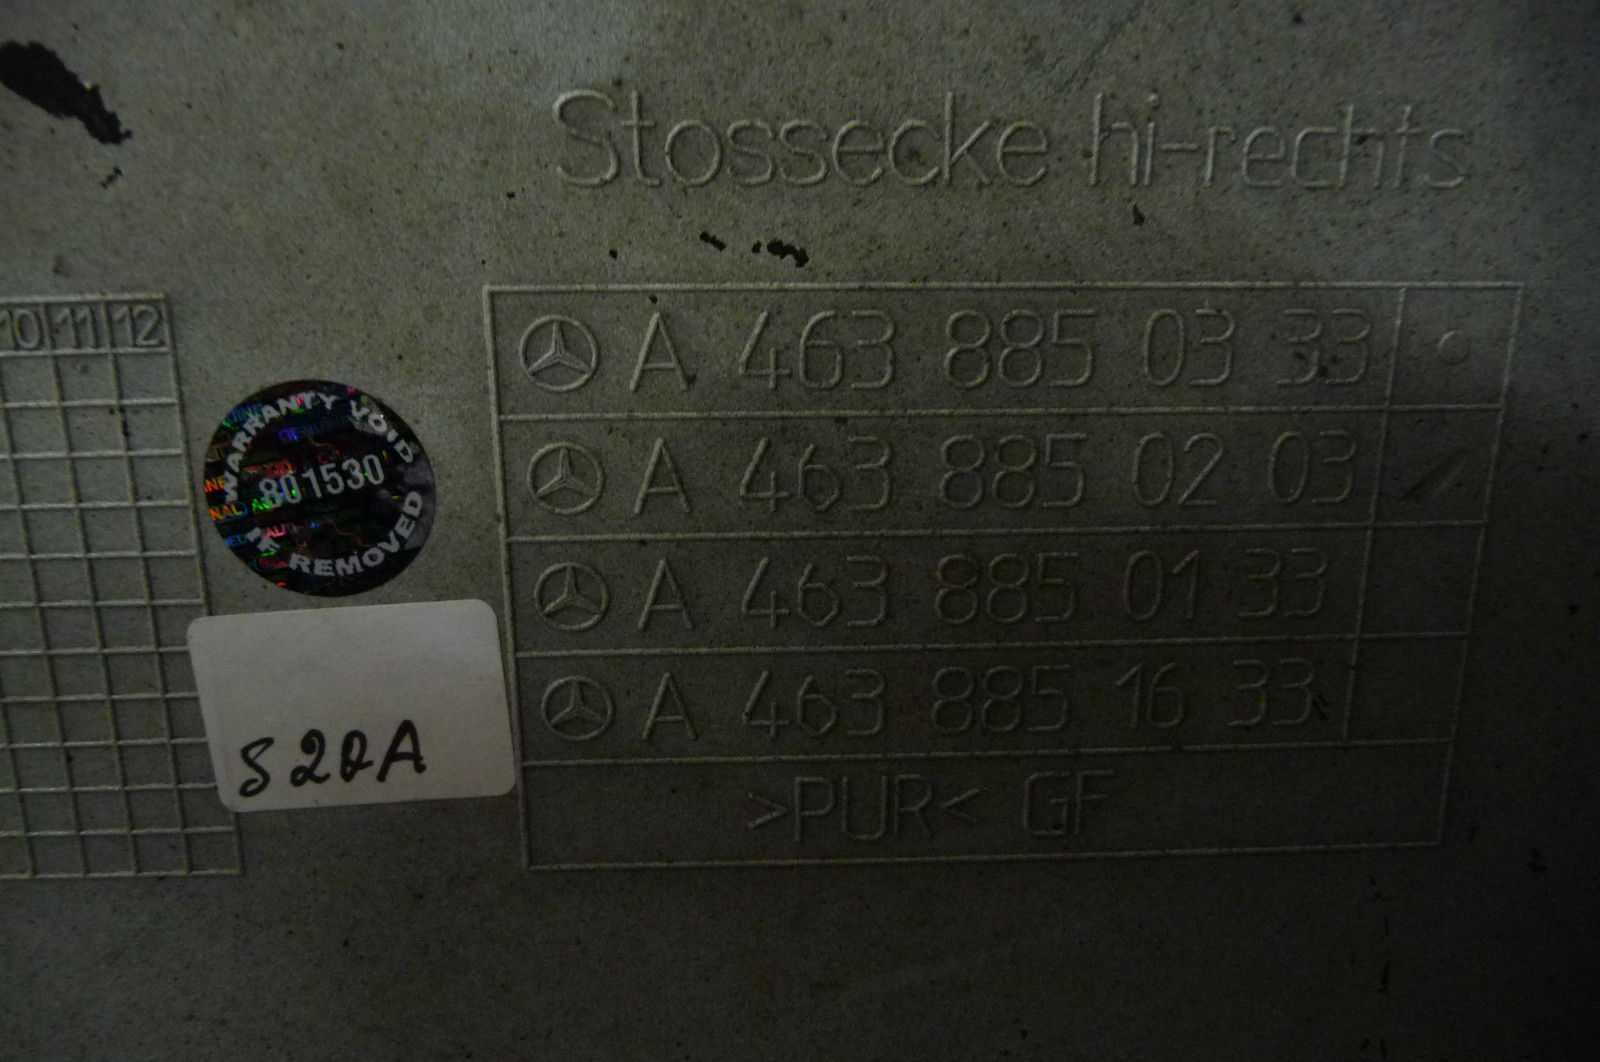 Stossecke hi-rechts
10 11 12
A 463 885 03 33
A 463 885 02 03
A 463 885 01 33
A 463 885 16 33
>PUR< GF
WARRANTY VOID
801530
IF REMOVED
S20A